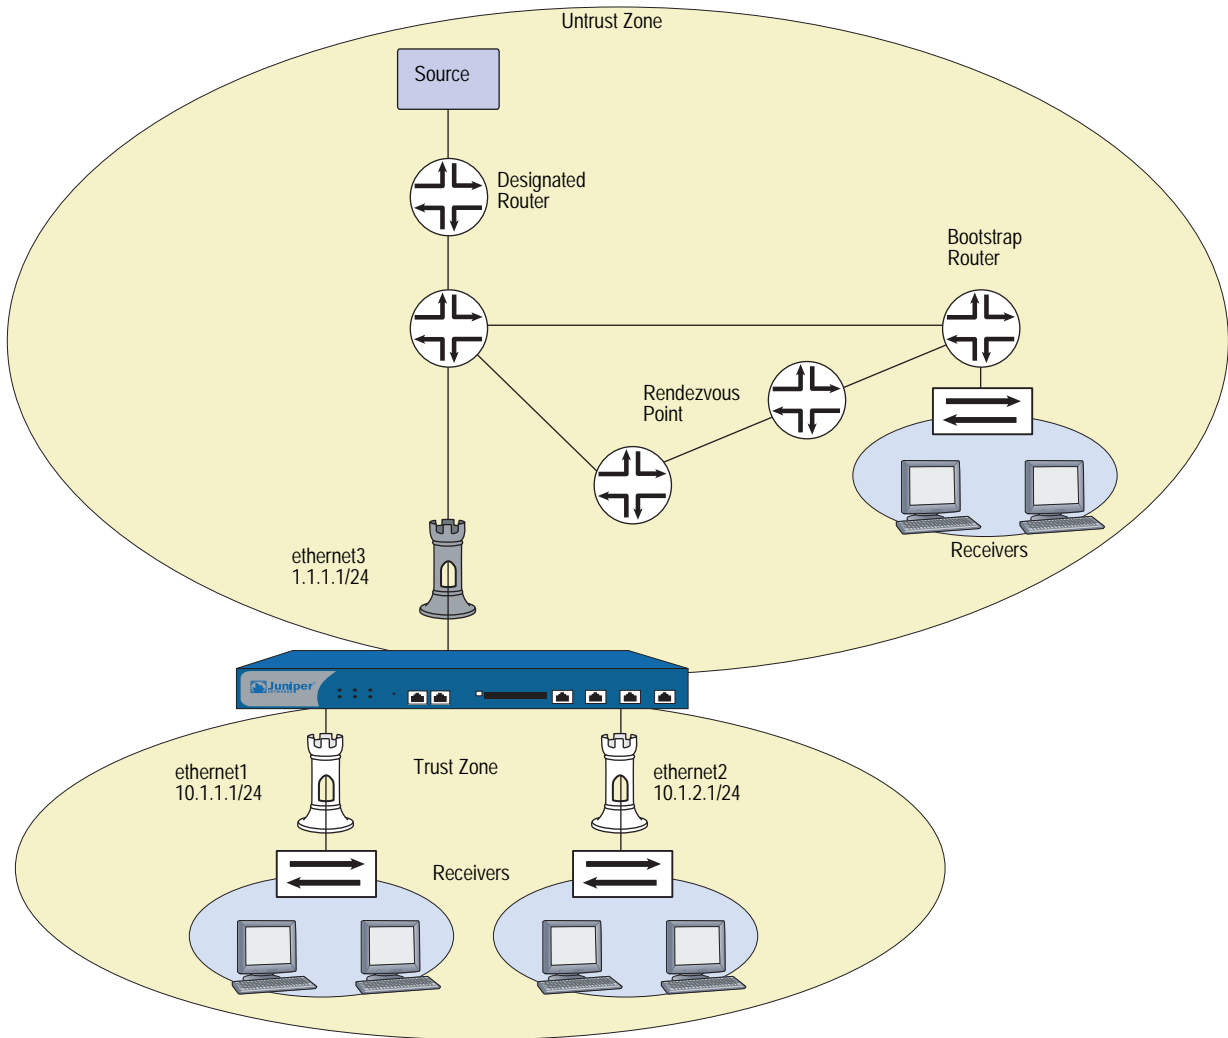 Untrust Zone
Source
Designated
Router
Bootstrap
Router
Rendezvous
Point
Receivers
ethernet3
1.1.1.1/24
Juniper
NETWORKS
Trust Zone
ethernet1
10.1.1.1/24
ethernet2
10.1.2.1/24
Receivers